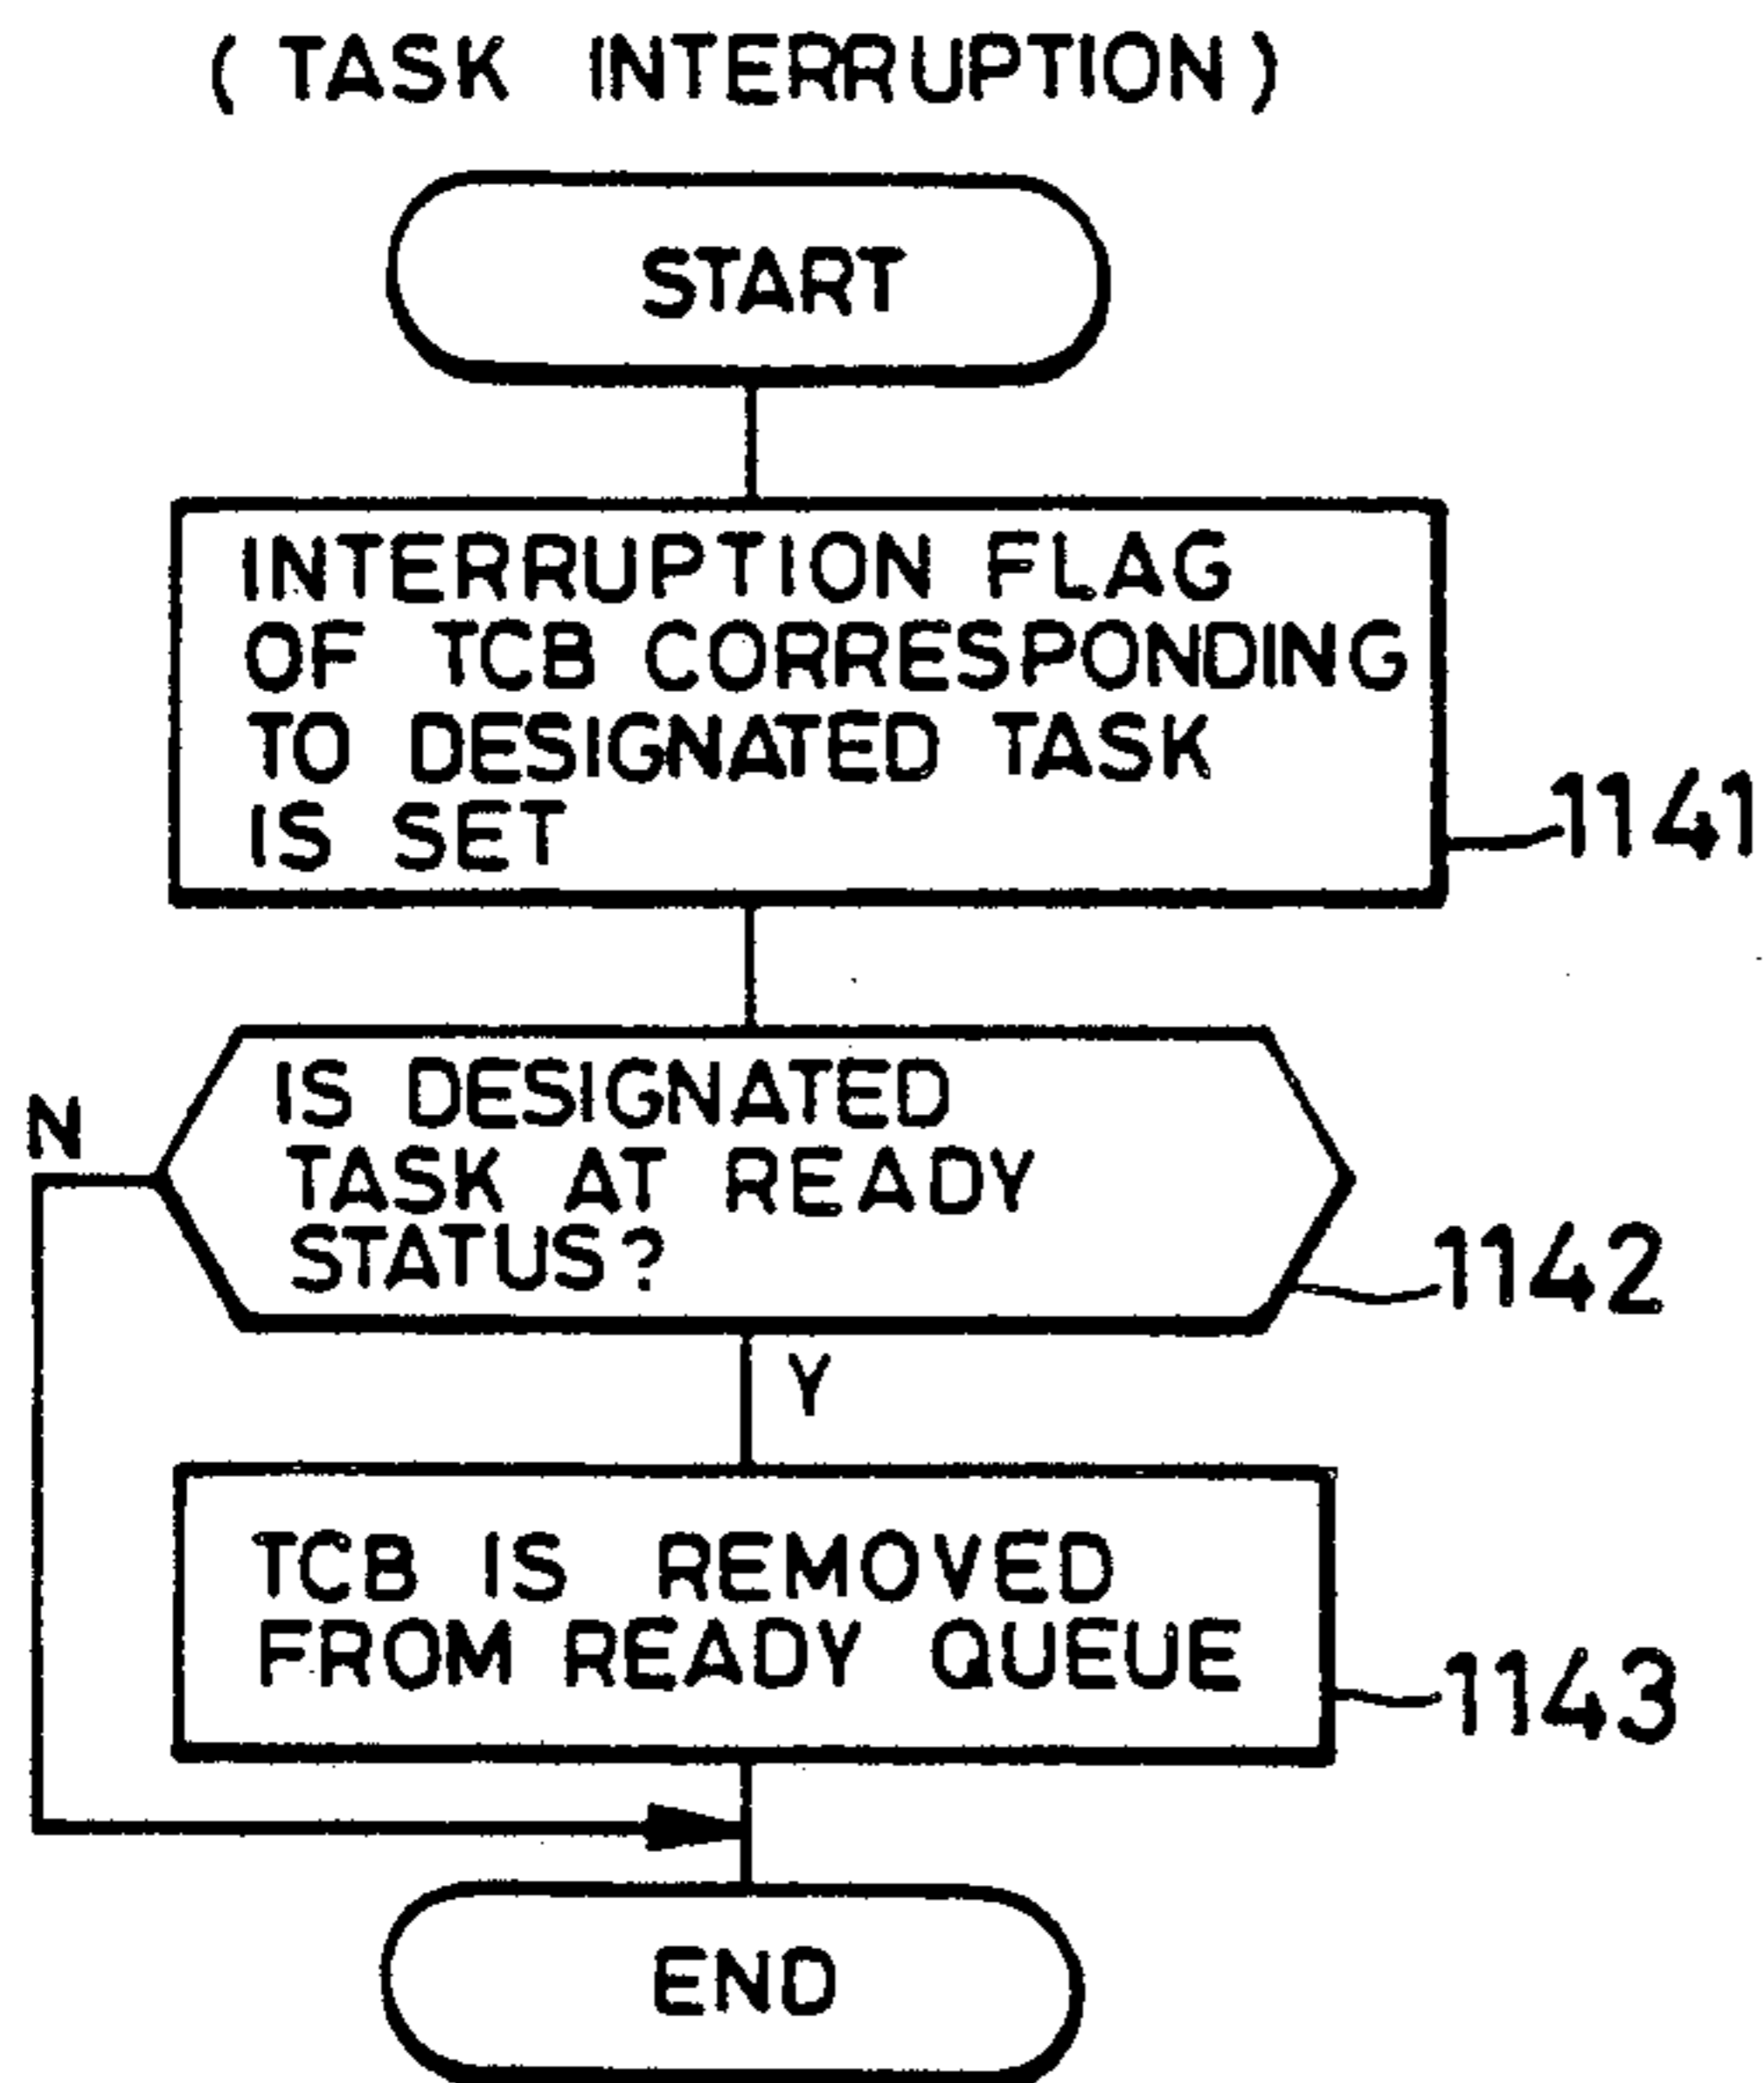 ( TASK INTERRUPTION )
START
INTERRUPTION FLAG
OF TCB CORRESPONDING
TO DESIGNATED TASK
IS SET
1141
IS DESIGNATED
TASK AT READY
STATUS?
N
1142
Y
TCB IS REMOVED
FROM READY QUEUE
1143
END